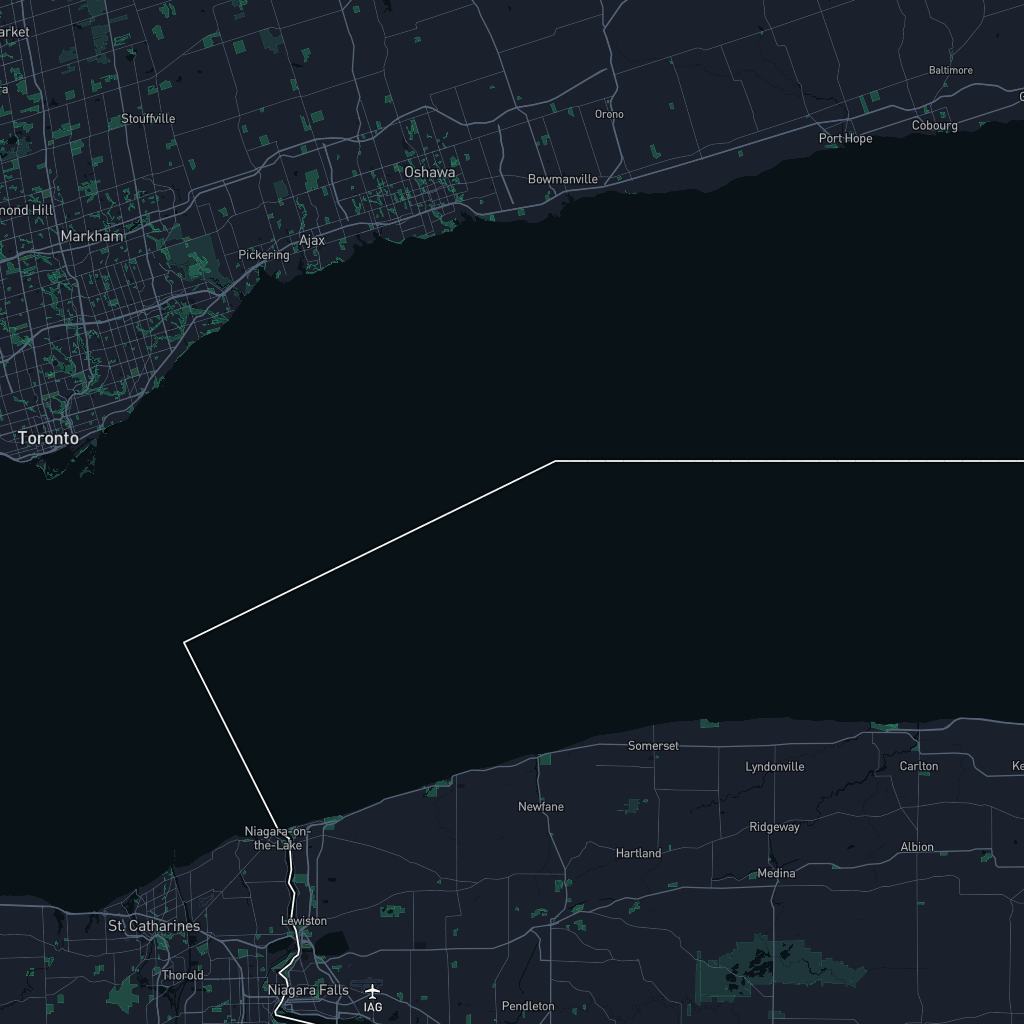 arket
Baltimore
ra
Stouffville
Orono
Cobourg
Port Hope
Oshawa
Bowmanville
mond Hill
Markham
Ajax
Pickering
Toronto
Somerset
Lyndonville
Carlton
Ke
Newfane
Ridgeway
Niagara-on-
the-Lake
Albion
Hartland
Medina
St. Catharines
Lewiston
Thorold
Niagara Falls
IAG
Pendleton